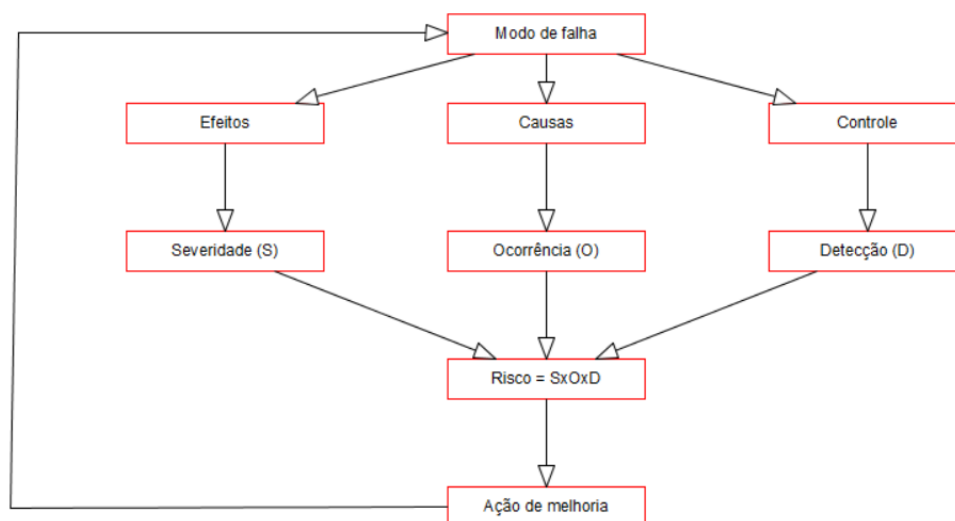 Modo de falha
Efeitos
Causas
Controle
Severidade (S)
Ocorrência (O)
Detecção (D)
Risco = SxOxD
Ação de melhoria